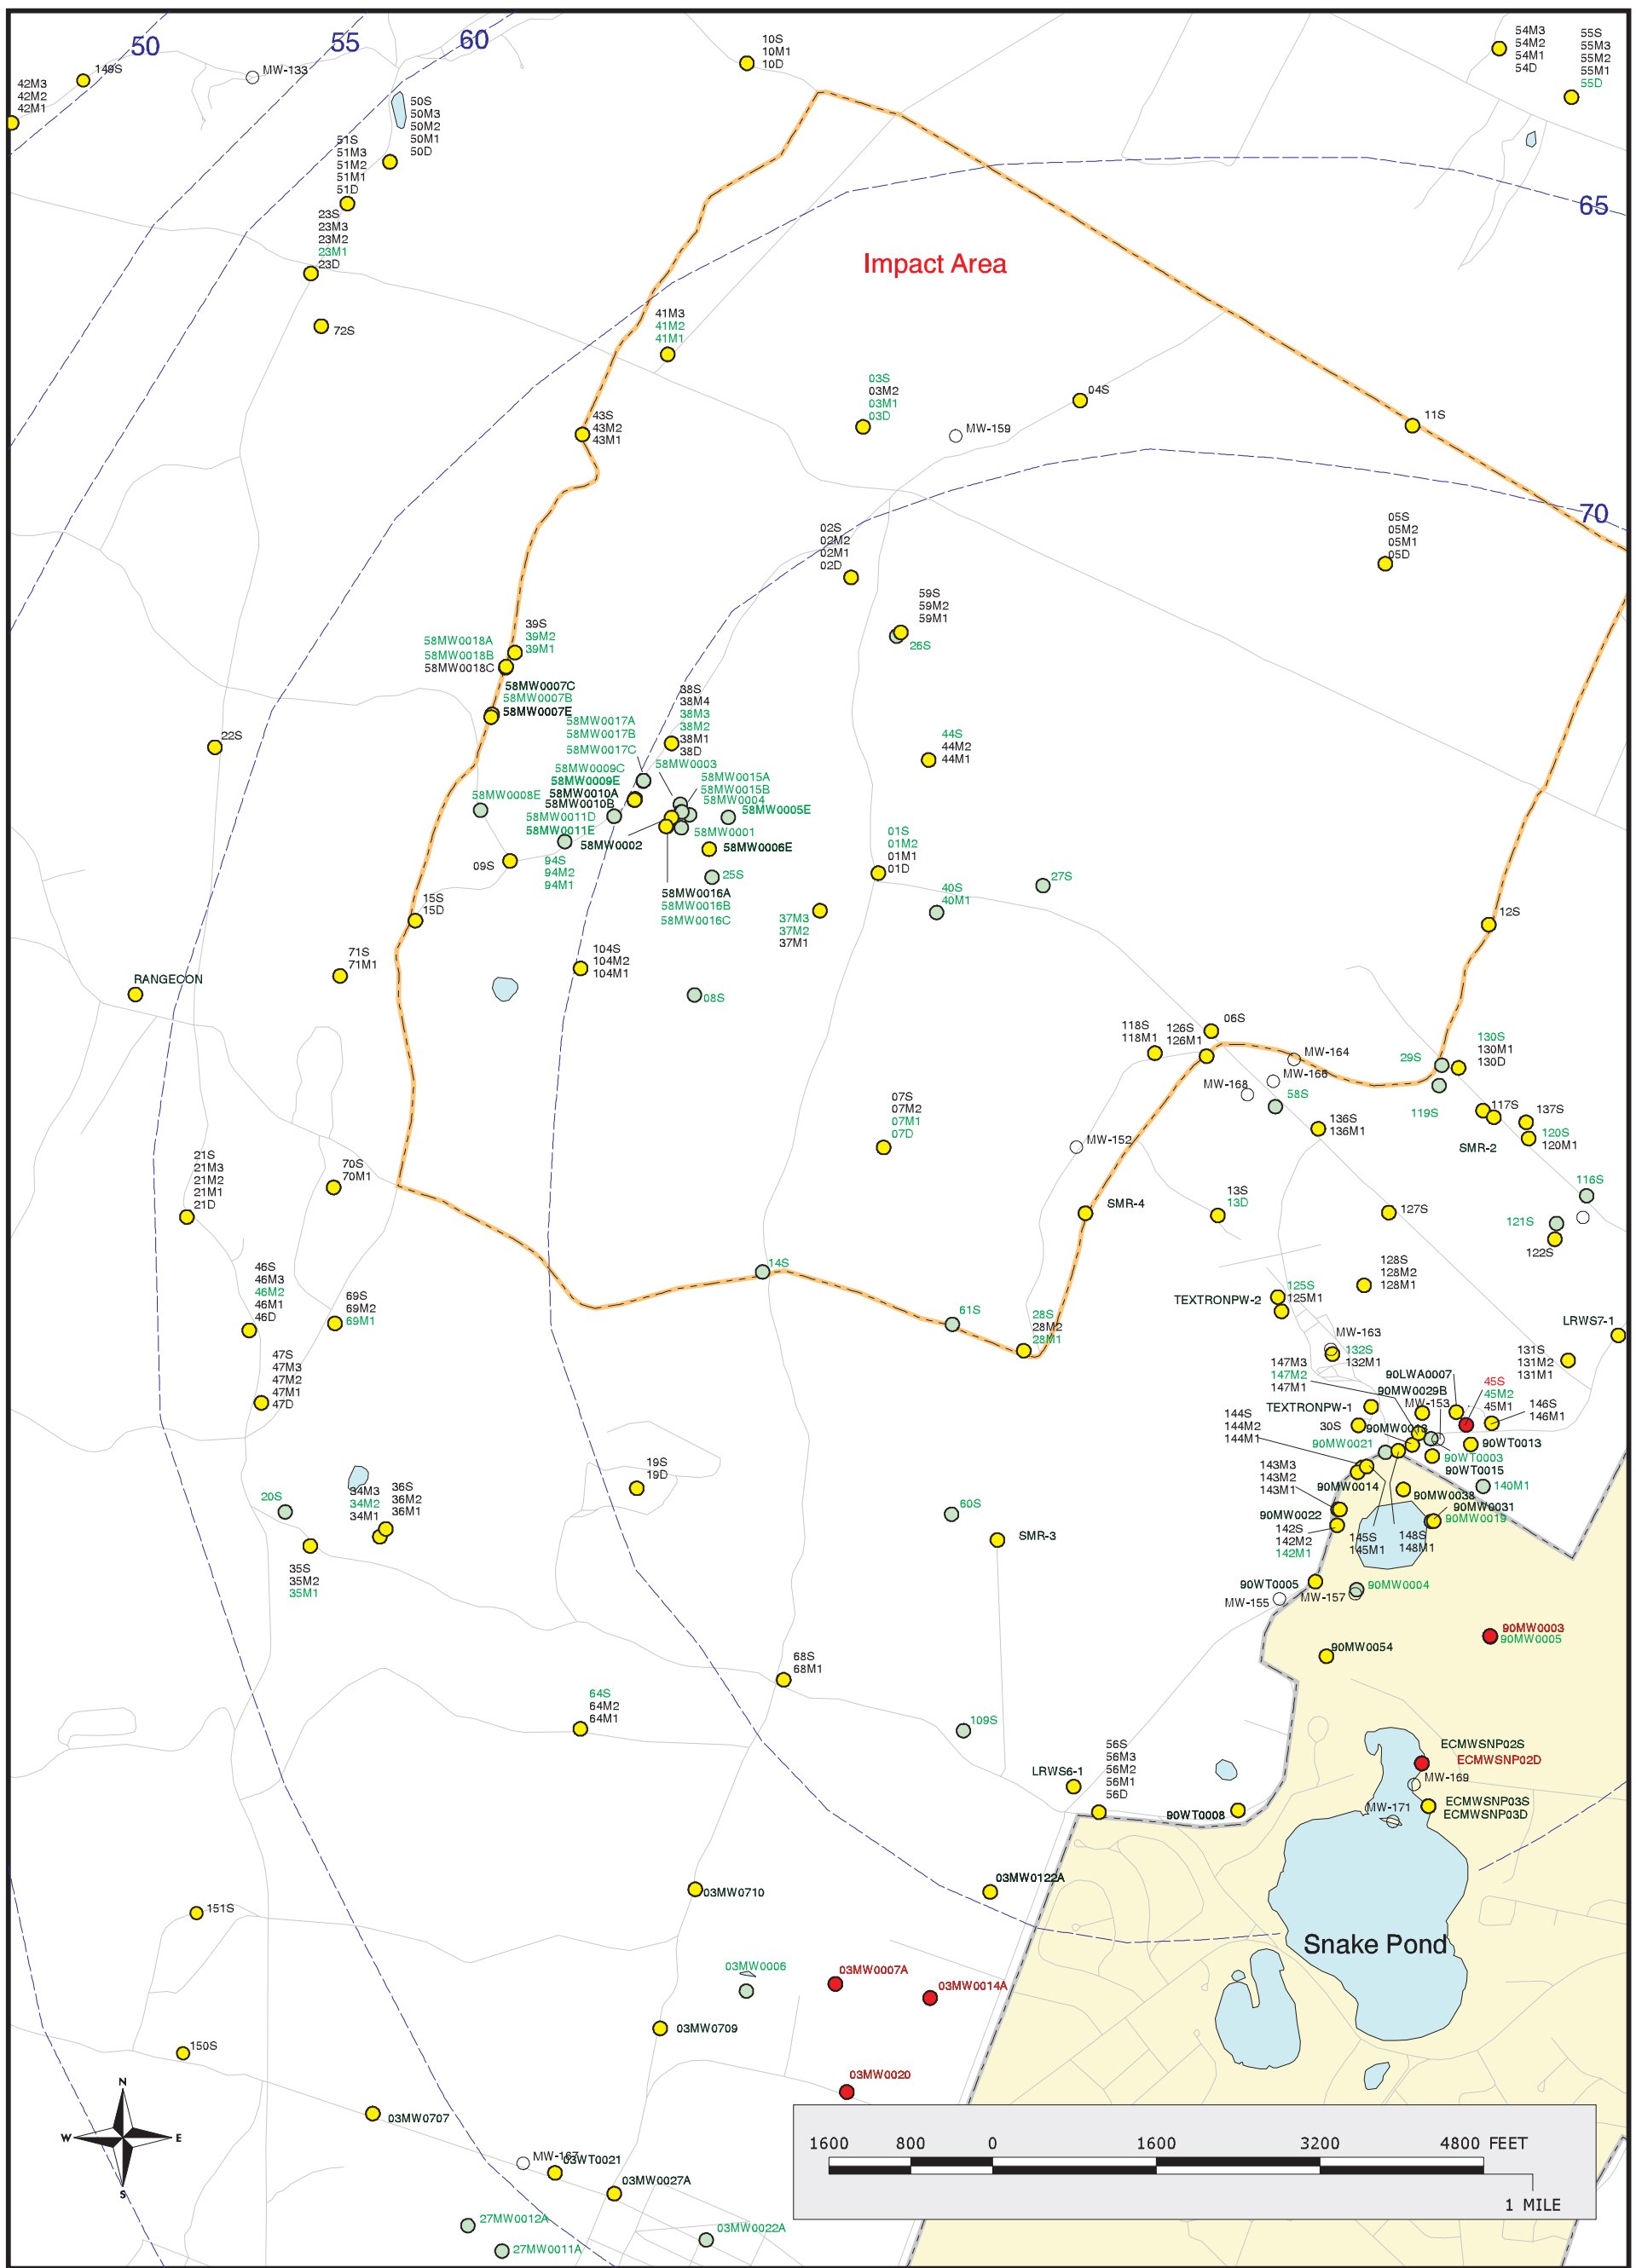 50
55
60
10S
10M1
10D
54M3
54M2
54M1
54D
55S
55M3
55M2
55M1
55D
149S
MW-133
42M3
42M2
42M1
50S
50M3
50M2
50M1
50D
51S
51M3
51M2
51M1
51D
65
23S
23M3
23M2
23M1
23D
Impact Area
72S
41M3
41M2
41M1
03S
03M2
03M1
03D
04S
43S
43M2
43M1
MW-159
11S
70
02S
02M2
02M1
02D
05S
05M2
05M1
05D
59S
59M2
59M1
26S
39S
39M2
39M1
58MW0018A
58MW0018B
58MW0018C
58MW0007C
58MW0007B
58MW0007E
38S
38M4
38M3
38M2
38M1
38D
58MW0017A
58MW0017B
58MW0017C
22S
44S
44M2
44M1
58MW0003
58MW0009C
58MW0009E
58MW0010A
58MW0010B
58MW0011D
58MW0011E
58MW0015A
58MW0015B
58MW0004
58MW0005E
58MW0008E
58MW0001
58MW0002
58MW0006E
01S
01M2
01M1
01D
09S
94S
94M2
94M1
25S
58MW0016A
58MW0016B
58MW0016C
27S
40S
40M1
15S
15D
37M3
37M2
37M1
12S
104S
104M2
104M1
71S
71M1
RANGECON
08S
06S
118S
118M1
126S
126M1
MW-164
MW-166
MW-168
58S
29S
130S
130M1
130D
119S
117S
137S
SMR-2
120S
120M1
136S
136M1
07S
07M2
07M1
07D
MW-152
21S
21M3
21M2
21M1
21D
70S
70M1
116S
SMR-4
13S
13D
127S
121S
122S
46S
46M3
46M2
46M1
46D
14S
128S
128M2
128M1
125S
125M1
TEXTRONPW-2
69S
69M2
69M1
61S
28S
28M2
28M1
LRWS7-1
MW-163
132S
132M1
131S
131M2
131M1
47S
47M3
47M2
47M1
47D
147M3
147M2
147M1
90LWA0007
90MW0029B
MW-153
45S
45M2
45M1
146S
146M1
TEXTRONPW-1
144S
144M2
144M1
30S
90MW0018
90MW0021
90WT0013
90WT0003
90WT0015
140M1
143M3
143M2
143M1
90MW0014
19S
19D
90MW0038
90MW0031
90MW0019
34M3
34M2
34M1
36S
36M2
36M1
20S
60S
90MW0022
142S
142M2
142M1
145S
145M1
148S
148M1
SMR-3
35S
35M2
35M1
90WT0005
MW-155
MW-157
90MW0004
90MW0003
90MW0005
90MW0054
68S
68M1
64S
64M2
64M1
109S
56S
56M3
56M2
56M1
56D
LRWS6-1
90WT0008
ECMWSNP02S
ECMWSNP02D
MW-169
MW-171
ECMWSNP03S
ECMWSNP03D
03MW0710
03MW0122A
151S
Snake Pond
03MW0006
03MW0007A
03MW0014A
03MW0709
150S
03MW0020
N
W
E
S
03MW0707
1600
800
0
1600
3200
4800 FEET
1 MILE
MW-167
03WT0021
03MW0027A
27MW0012A
27MW0011A
03MW0022A